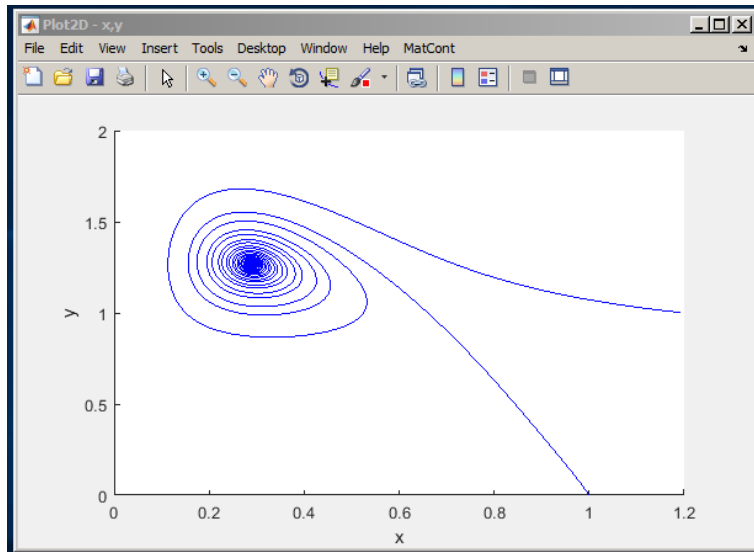 Plot2D - x,y
File Edit View Insert Tools Desktop Window Help MatCont
2
1.5
1
0.5
0
y
0 0.2 0.4 0.6 0.8 1 1.2
x